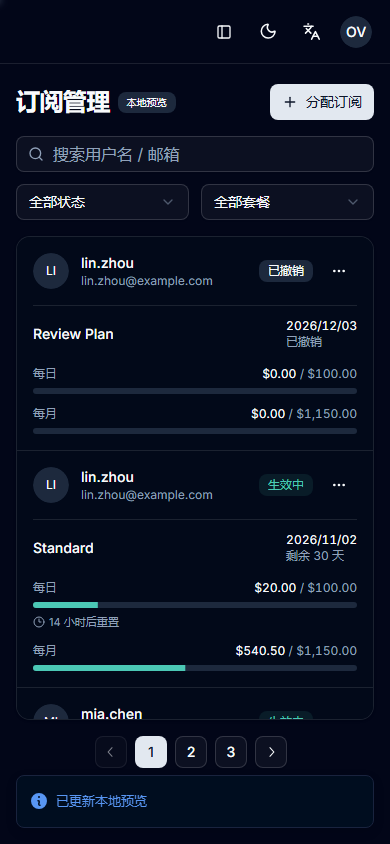 OV
订阅管理 本地预览
+ 分配订阅
搜索用户名 / 邮箱
全部状态 全部套餐
LI lin.zhou
lin.zhou@example.com
已撤销 ...
Review Plan
2026/12/03
已撤销
每日 $0.00 / $100.00
每月 $0.00 / $1,150.00
LI lin.zhou
lin.zhou@example.com
生效中 ...
Standard
2026/11/02
剩余 30 天
每日 $20.00 / $100.00
14 小时后重置
每月 $540.50 / $1,150.00
mia.chen
生效中
1 2 3
已更新本地预览